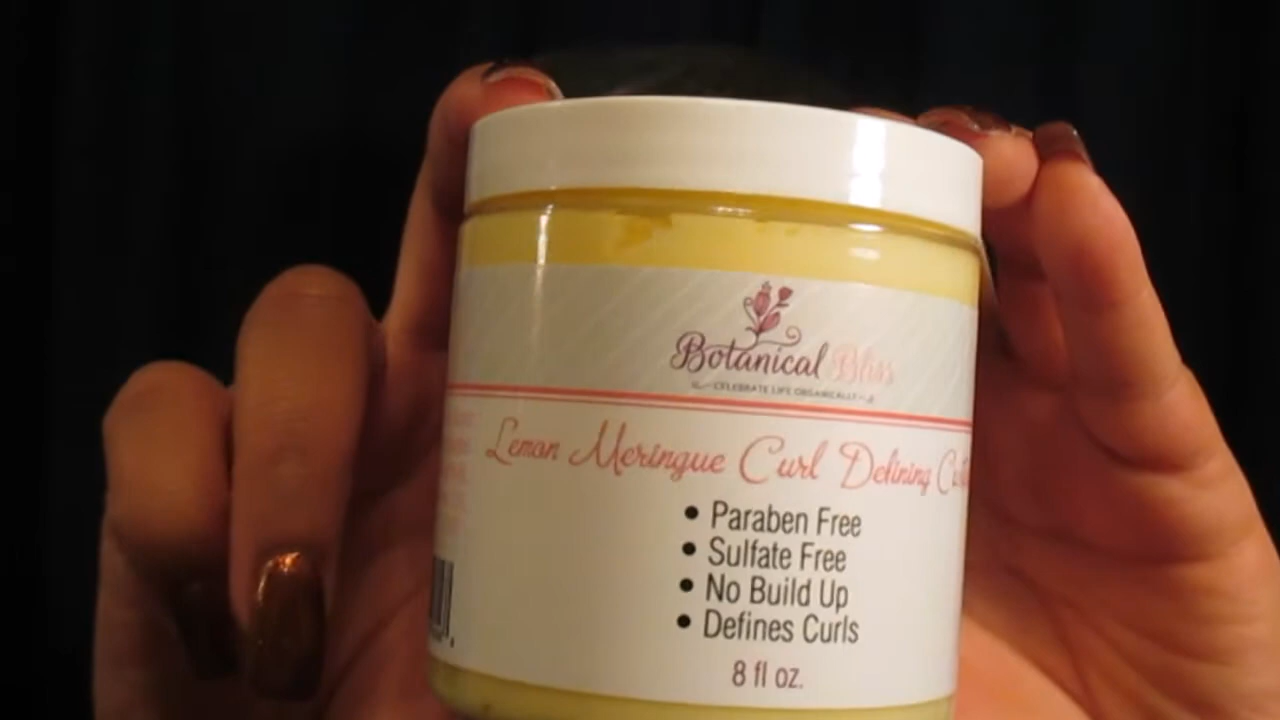 Botanical Bliss
CELEBRATE LIFE ORGANICALLY
Lemon Meringue Curl Defining
• Paraben Free
• Sulfate Free
• No Build Up
• Defines Curls
8 fl oz.